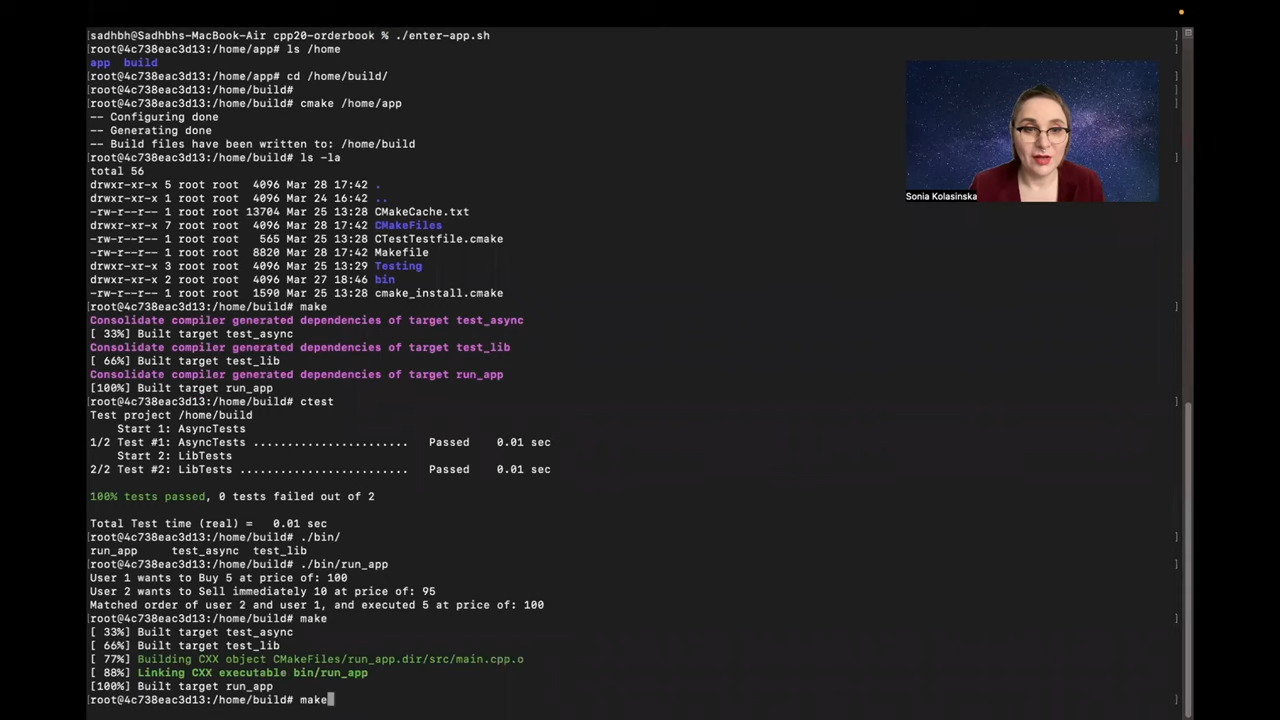 sadhbh@Sadhbhs-MacBook-Air cpp20-orderbook % ./enter-app.sh
[root@4c738eac3d13:/home/app# ls /home
app  build
[root@4c738eac3d13:/home/app# cd /home/build/
[root@4c738eac3d13:/home/build#
[root@4c738eac3d13:/home/build# cmake /home/app
-- Configuring done
-- Generating done
-- Build files have been written to: /home/build
[root@4c738eac3d13:/home/build# ls -la
total 56
drwxr-xr-x 5 root root  4096 Mar 28 17:42 .
drwxr-xr-x 1 root root  4096 Mar 24 16:42 ..
-rw-r--r-- 1 root root 13704 Mar 25 13:28 CMakeCache.txt
drwxr-xr-x 7 root root  4096 Mar 28 17:42 CMakeFiles
-rw-r--r-- 1 root root   565 Mar 25 13:28 CTestTestfile.cmake
-rw-r--r-- 1 root root  8820 Mar 28 17:42 Makefile
drwxr-xr-x 3 root root  4096 Mar 25 13:29 Testing
drwxr-xr-x 2 root root  4096 Mar 27 18:46 bin
-rw-r--r-- 1 root root  1590 Mar 25 13:28 cmake_install.cmake
[root@4c738eac3d13:/home/build# make
Consolidate compiler generated dependencies of target test_async
[ 33%] Built target test_async
Consolidate compiler generated dependencies of target test_lib
[ 66%] Built target test_lib
Consolidate compiler generated dependencies of target run_app
[100%] Built target run_app
[root@4c738eac3d13:/home/build# ctest
Test project /home/build
    Start 1: AsyncTests
1/2 Test #1: AsyncTests .......................   Passed    0.01 sec
    Start 2: LibTests
2/2 Test #2: LibTests .........................   Passed    0.01 sec
100% tests passed, 0 tests failed out of 2
Total Test time (real) =   0.01 sec
[root@4c738eac3d13:/home/build# ./bin/
run_app     test_async  test_lib
[root@4c738eac3d13:/home/build# ./bin/run_app
User 1 wants to Buy 5 at price of: 100
User 2 wants to Sell immediately 10 at price of: 95
Matched order of user 2 and user 1, and executed 5 at price of: 100
[root@4c738eac3d13:/home/build# make
[ 33%] Built target test_async
[ 66%] Built target test_lib
[ 77%] Building CXX object CMakeFiles/run_app.dir/src/main.cpp.o
[ 88%] Linking CXX executable bin/run_app
[100%] Built target run_app
root@4c738eac3d13:/home/build# make
Sonia Kolasinska